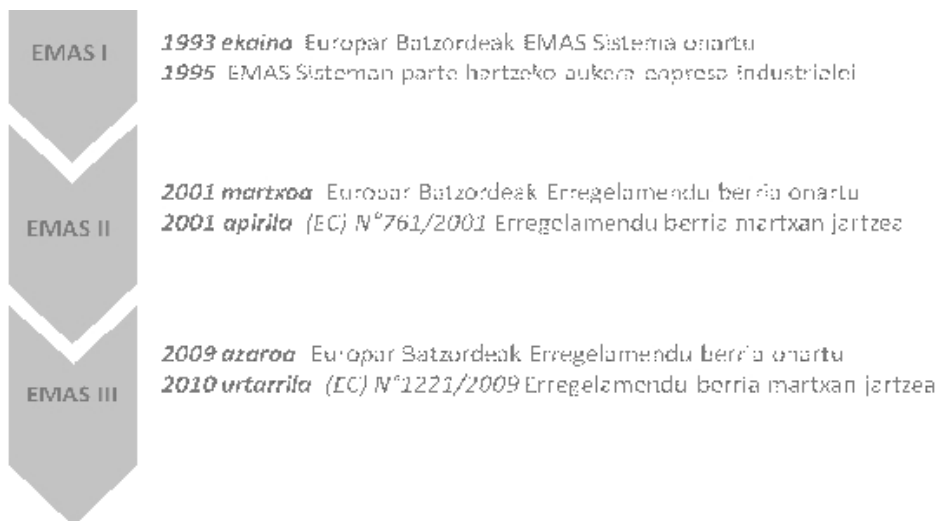 EMAS I
1993 ekaina Europar Batzordeak EMAS Sistema onartu
1995 EMAS Sisteman parte hartzeko aukera enpresa industrialei
EMAS II
2001 martxoa Europar Batzordeak Erregelamendu berria onartu
2001 apirila (EC) N°761/2001 Erregelamendu berria martxan jartzea
EMAS III
2009 azaroa Europar Batzordeak Erregelamendu berria onartu
2010 urtarrila (EC) N°1221/2009 Erregelamendu berria martxan jartzea